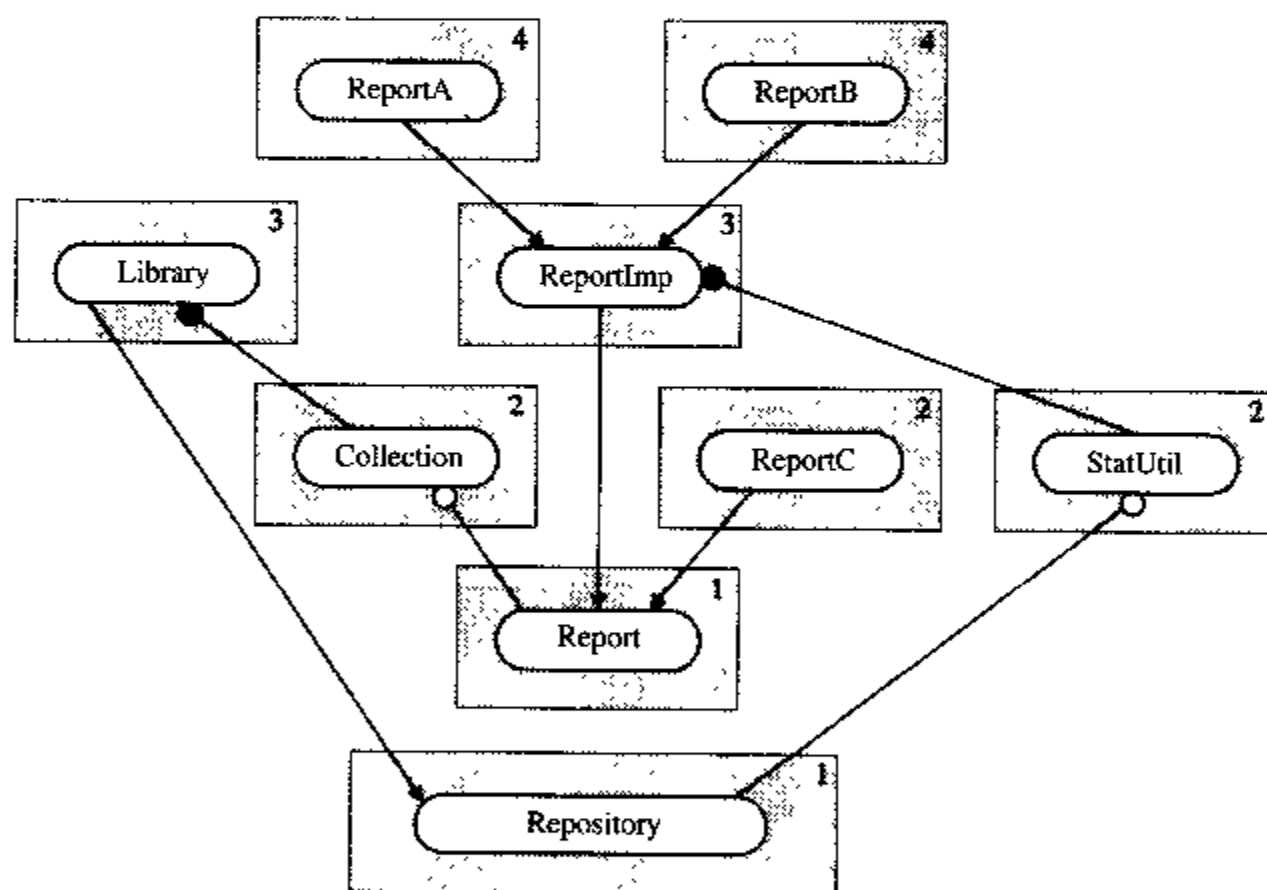 4
ReportA
4
ReportB
3
Library
3
ReportImp
2
Collection
2
ReportC
2
StatUtil
1
Report
1
Repository